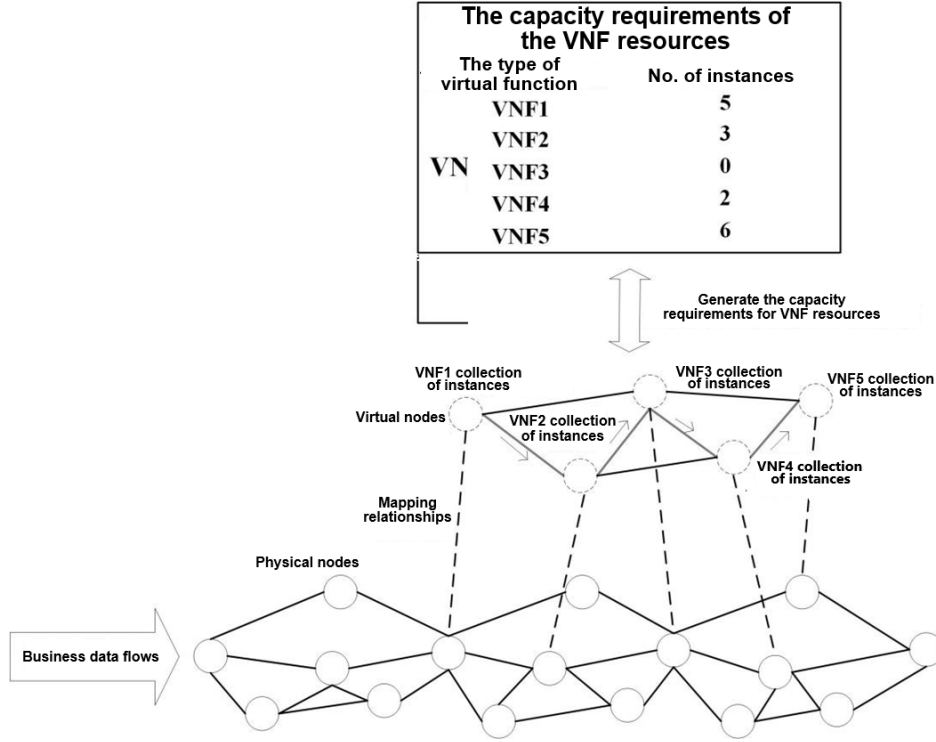 The capacity requirements of
the VNF resources
The type of
virtual function
No. of instances
VNF1
5
VNF2
3
VN
VNF3
0
VNF4
2
VNF5
6
Generate the capacity
requirements for VNF resources
VNF1 collection
of instances
VNF3 collection
of instances
VNF5 collection
of instances
Virtual nodes
VNF2 collection
of instances
VNF4 collection
of instances
Mapping
relationships
Physical nodes
Business data flows